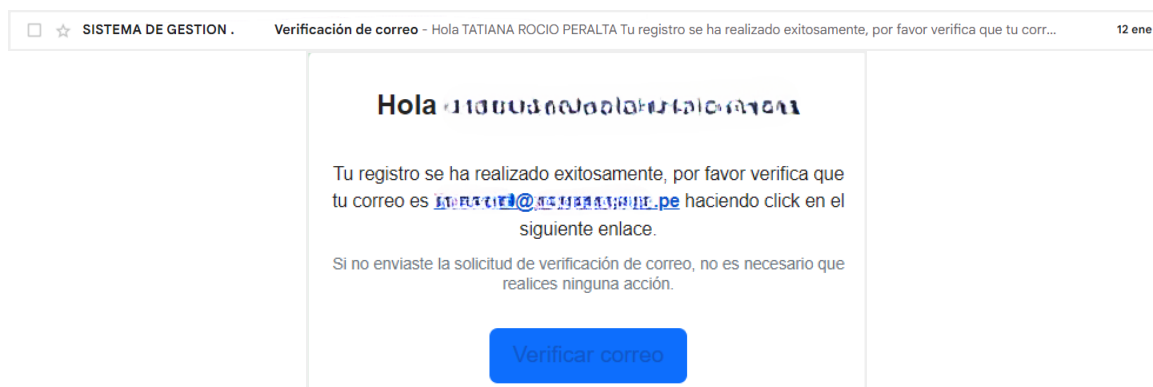 SISTEMA DE GESTION . Verificación de correo - Hola TATIANA ROCIO PERALTA Tu registro se ha realizado exitosamente, por favor verifica que tu corr... 12 ene
Hola
Tu registro se ha realizado exitosamente, por favor verifica que
tu correo es @ .pe haciendo click en el
siguiente enlace.
Si no enviaste la solicitud de verificación de correo, no es necesario que
realices ninguna acción.
Verificar correo